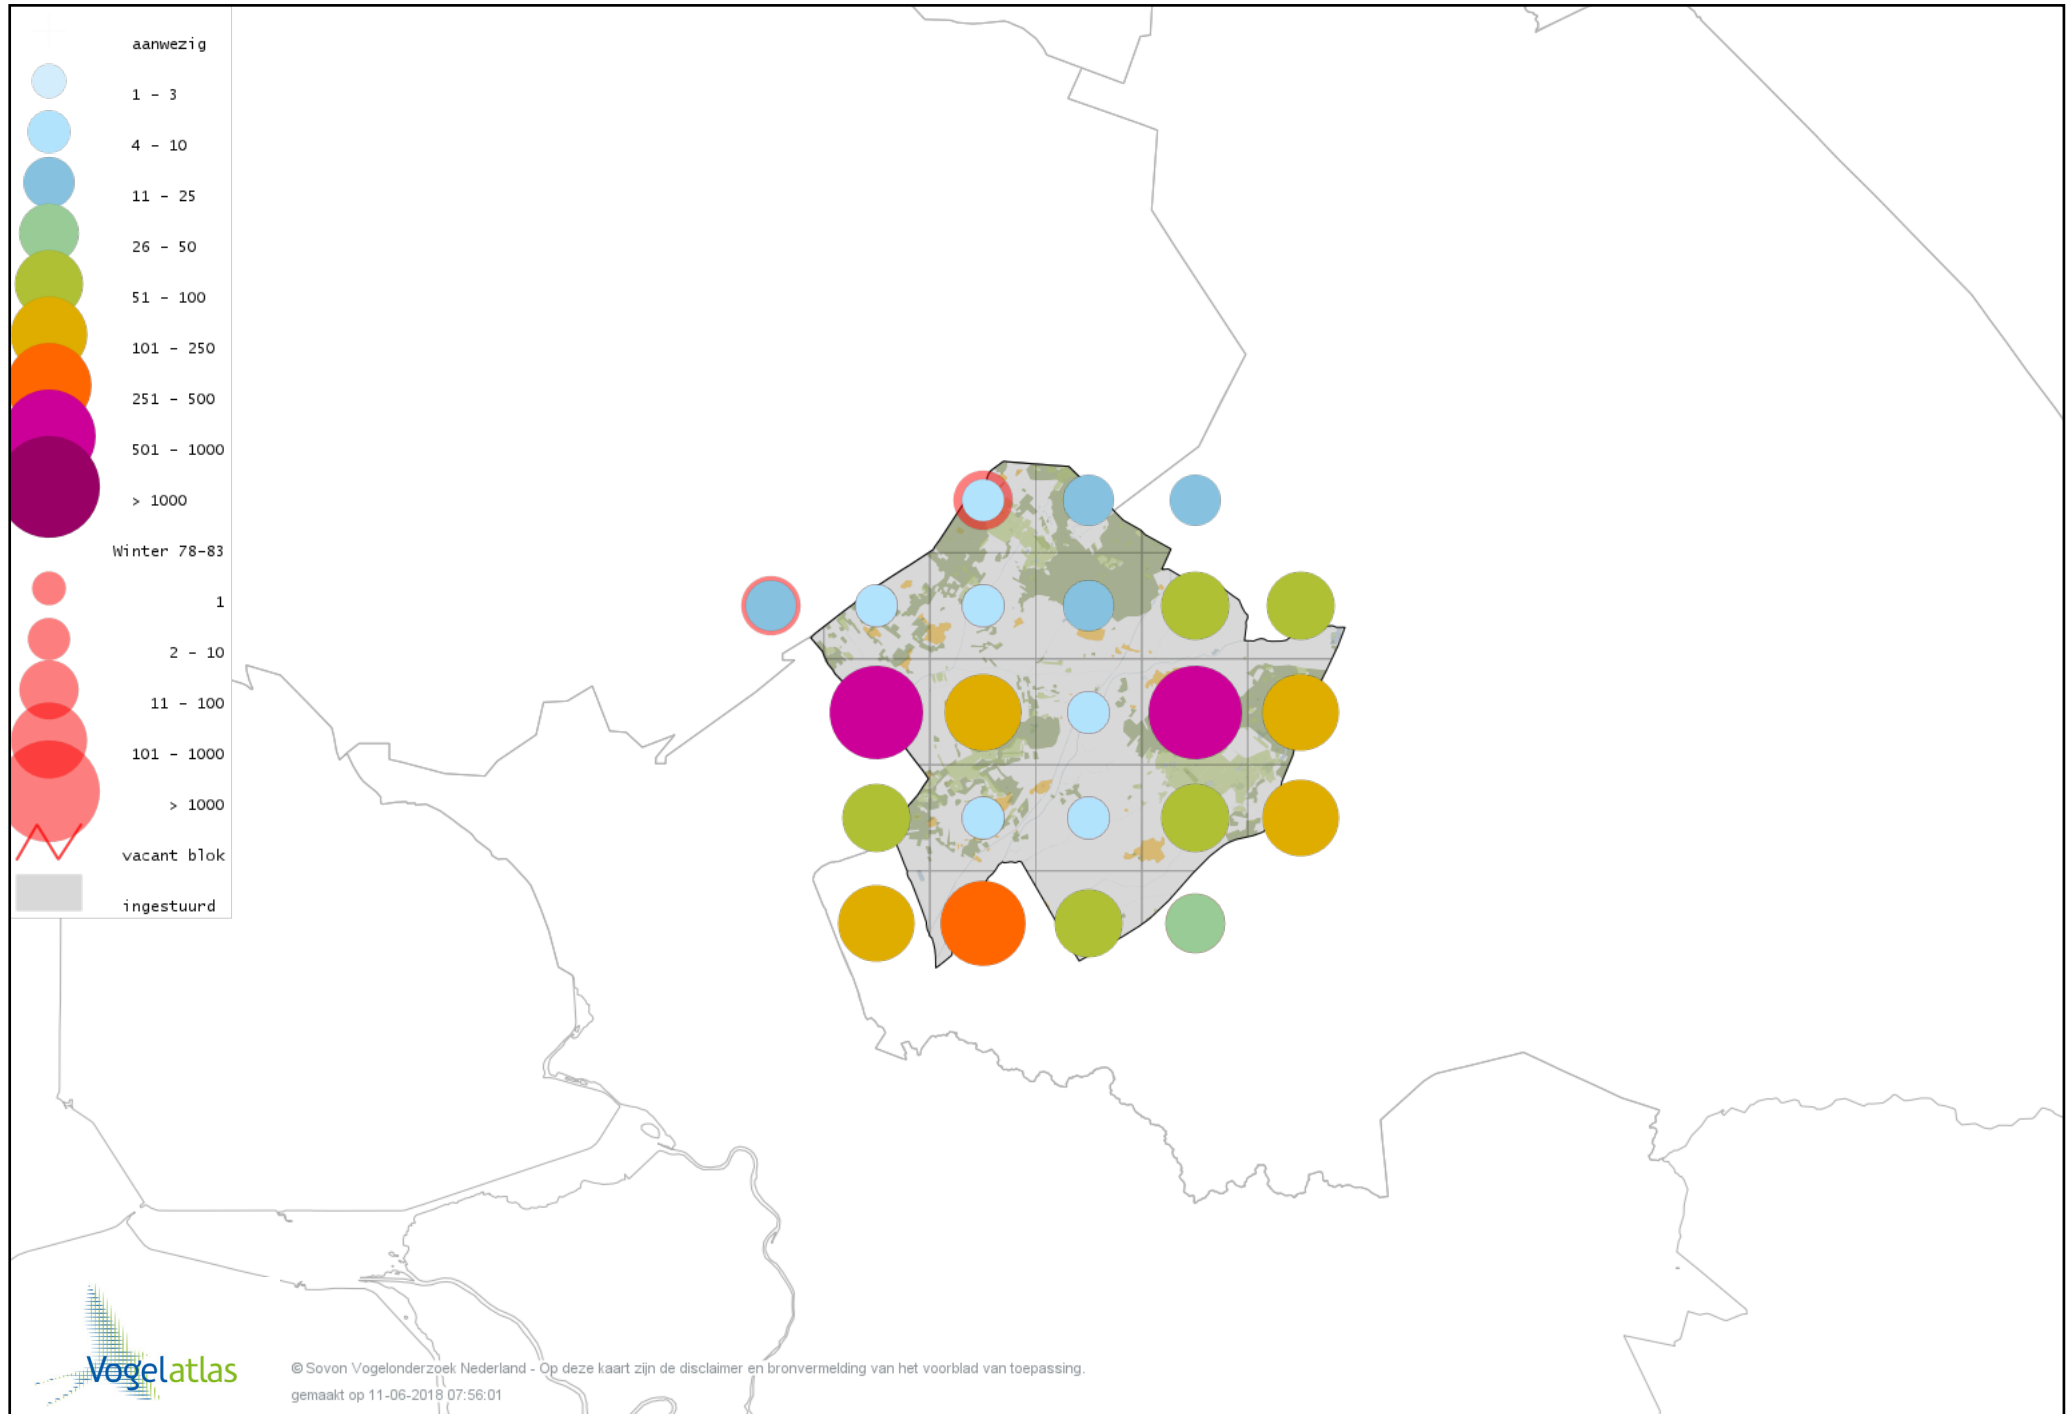 aanwezig
1 - 3
4 - 10
11 - 25
26 - 50
51 - 100
101 - 250
251 - 500
501 - 1000
> 1000
Winter 78-83
1
2 - 10
11 - 100
101 - 1000
> 1000
vacant blok
ingestuurd
Vogelatlas
© Sovon Vogelonderzoek Nederland - Op deze kaart zijn de disclaimer en bronvermelding van het voorblad van toepassing.
gemaakt op 11-06-2018 07:56:01